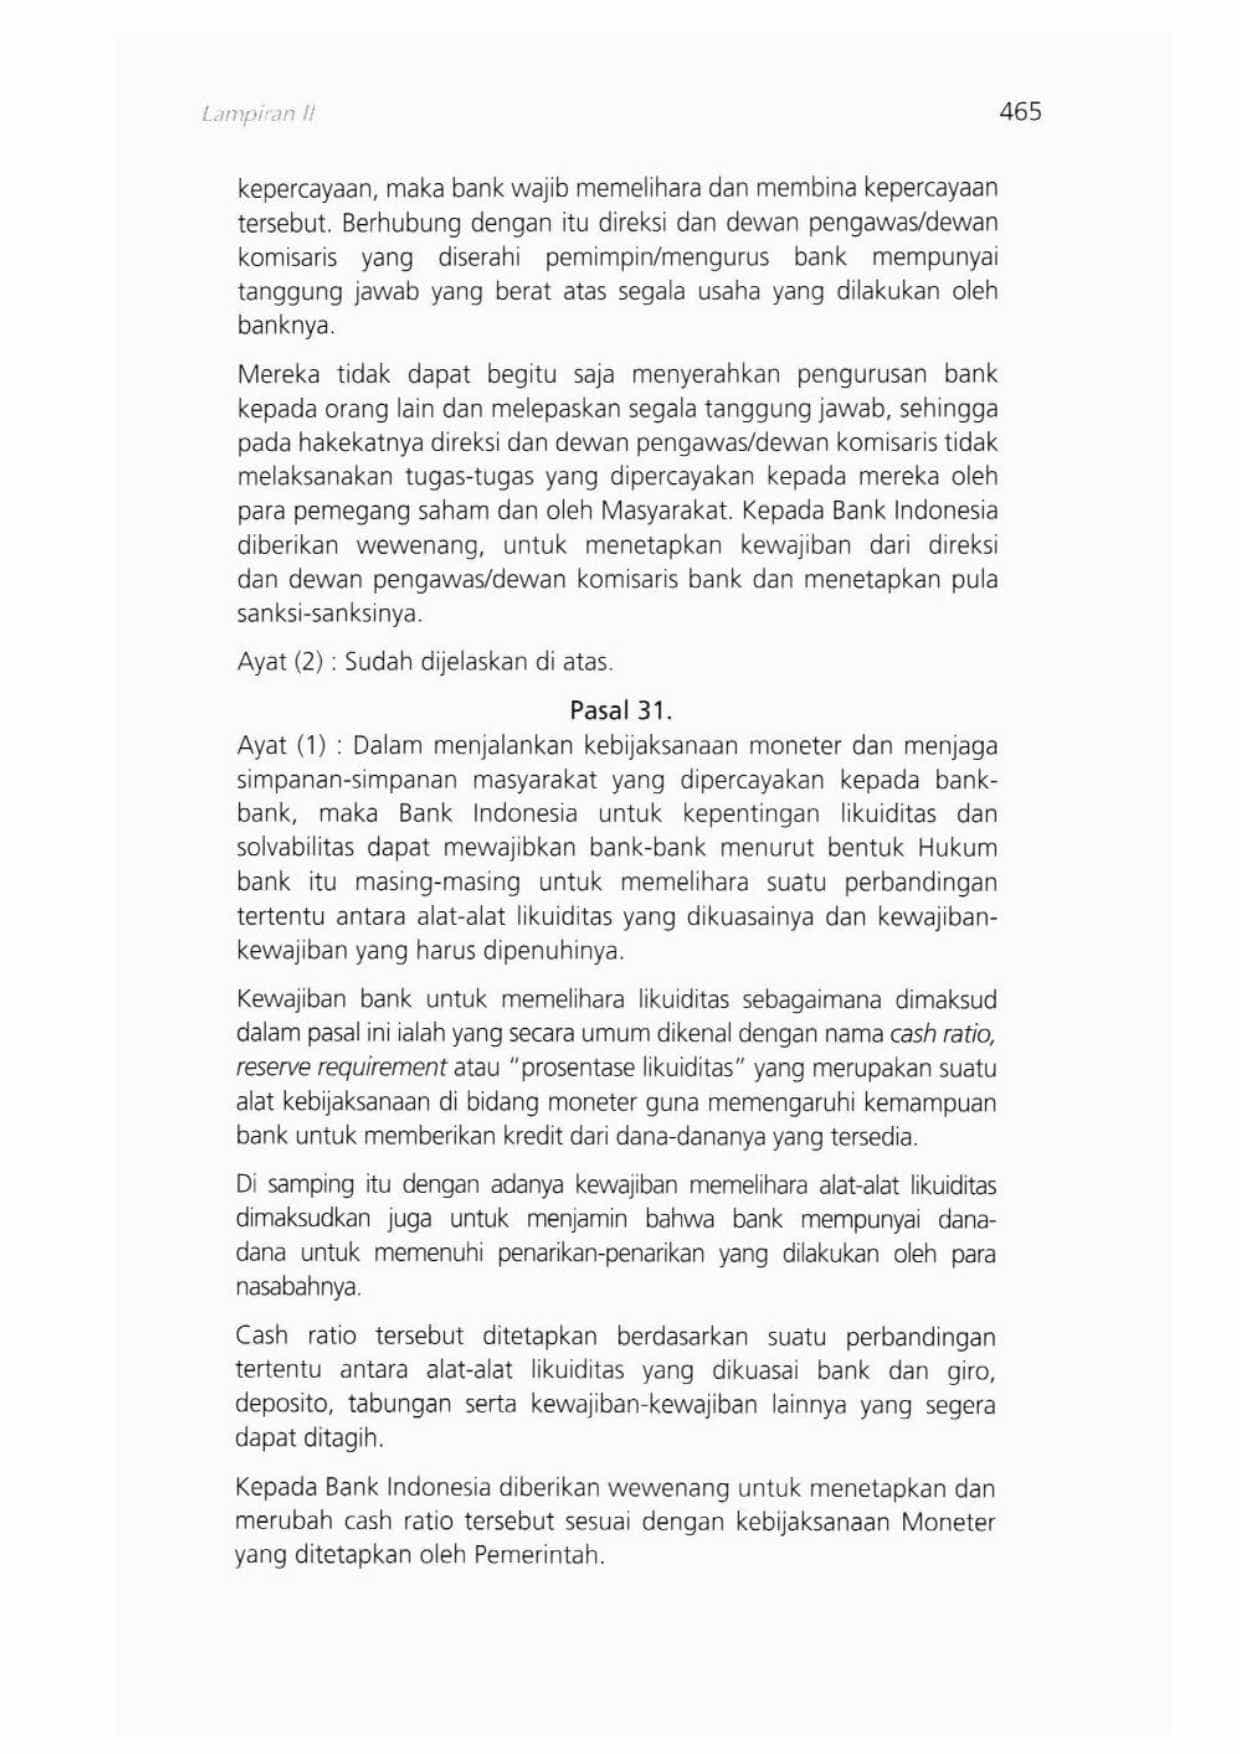 Lampiran II
465
kepercayaan, maka bank wajib memelihara dan membina kepercayaan
tersebut. Berhubung dengan itu direksi dan dewan pengawas/dewan
komisaris yang diserahi pemimpin/mengurus bank mempunyai
tanggung jawab yang berat atas segala usaha yang dilakukan oleh
banknya.
Mereka tidak dapat begitu saja menyerahkan pengurusan bank
kepada orang lain dan melepaskan segala tanggung jawab, sehingga
pada hakekatnya direksi dan dewan pengawas/dewan komisaris tidak
melaksanakan tugas-tugas yang dipercayakan kepada mereka oleh
para pemegang saham dan oleh Masyarakat. Kepada Bank Indonesia
diberikan wewenang, untuk menetapkan kewajiban dari direksi
dan dewan pengawas/dewan komisaris bank dan menetapkan pula
sanksi-sanksinya.
Ayat (2) : Sudah dijelaskan di atas.
Pasal 31.
Ayat (1) : Dalam menjalankan kebijaksanaan moneter dan menjaga
simpanan-simpanan masyarakat yang dipercayakan kepada bank-
bank, maka Bank Indonesia untuk kepentingan likuiditas dan
solvabilitas dapat mewajibkan bank-bank menurut bentuk Hukum
bank itu masing-masing untuk memelihara suatu perbandingan
tertentu antara alat-alat likuiditas yang dikuasainya dan kewajiban-
kewajiban yang harus dipenuhinya.
Kewajiban bank untuk memelihara likuiditas sebagaimana dimaksud
dalam pasal ini ialah yang secara umum dikenal dengan nama cash ratio,
reserve requirement atau "prosentase likuiditas" yang merupakan suatu
alat kebijaksanaan di bidang moneter guna memengaruhi kemampuan
bank untuk memberikan kredit dari dana-dananya yang tersedia.
Di samping itu dengan adanya kewajiban memelihara alat-alat likuiditas
dimaksudkan juga untuk menjamin bahwa bank mempunyai dana-
dana untuk memenuhi penarikan-penarikan yang dilakukan oleh para
nasabahnya.
Cash ratio tersebut ditetapkan berdasarkan suatu perbandingan
tertentu antara alat-alat likuiditas yang dikuasai bank dan giro,
deposito, tabungan serta kewajiban-kewajiban lainnya yang segera
dapat ditagih.
Kepada Bank Indonesia diberikan wewenang untuk menetapkan dan
merubah cash ratio tersebut sesuai dengan kebijaksanaan Moneter
yang ditetapkan oleh Pemerintah.